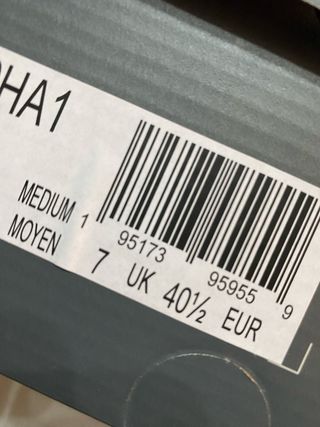 HA1
MEDIUM
MOYEN
1 95173 95955 9
7 UK 40½ EUR